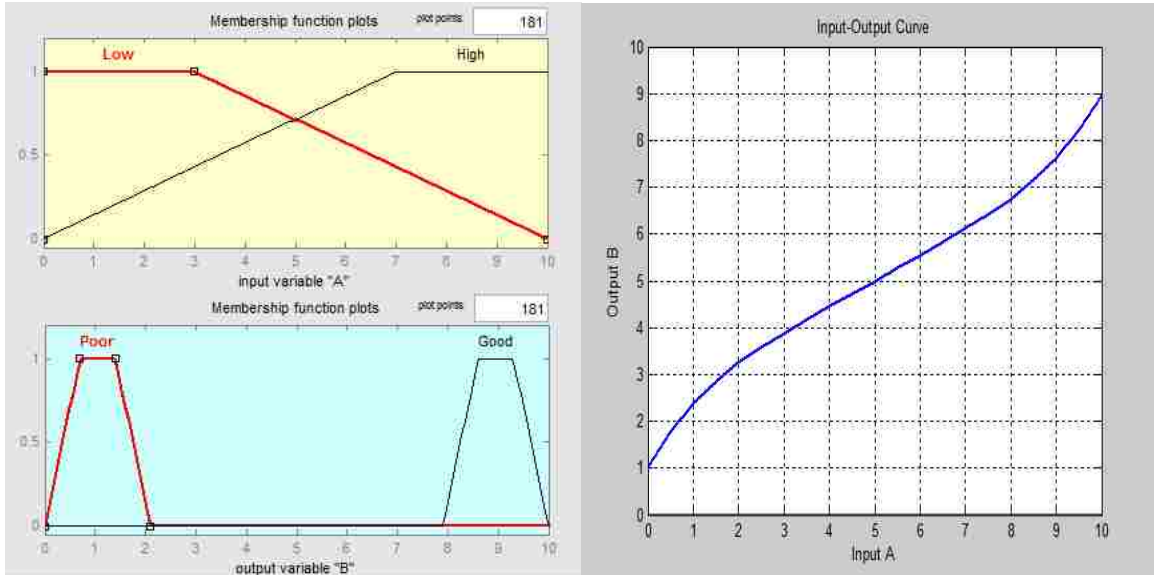 Membership function plots plot points: 181
Low High
1
0.5
0
0 1 2 3 4 5 6 7 8 9 10
input variable "A"
Membership function plots plot points: 181
Poor Good
1
0.5
0
0 1 2 3 4 5 6 7 8 9 10
output variable "B"
Input-Output Curve
10
9
8
7
6
5
4
3
2
1
0
Output B
0 1 2 3 4 5 6 7 8 9 10
Input A